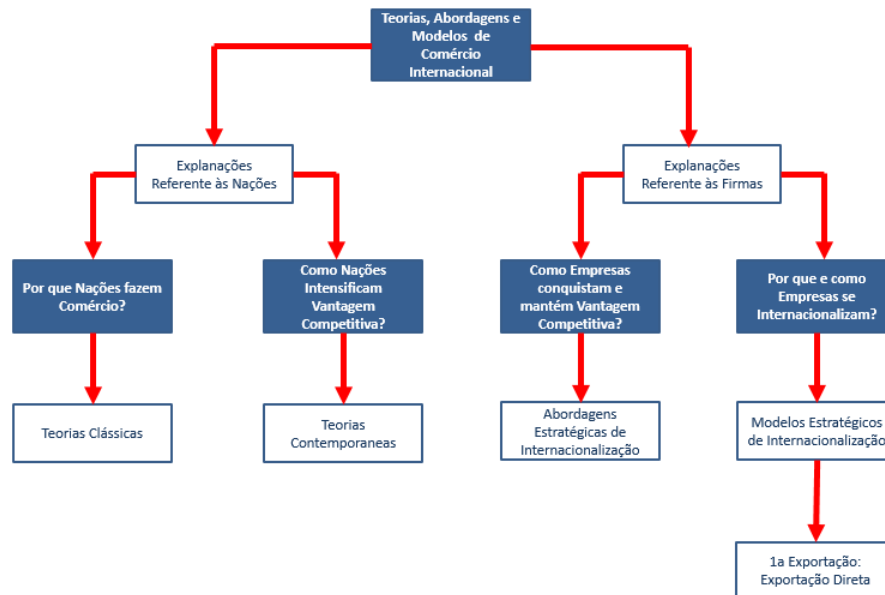 Teorias, Abordagens e
Modelos de
Comércio
Internacional
Explanações
Referente às Nações
Explanações
Referente às Firmas
Por que Nações fazem
Comércio?
Como Nações
Intensificam
Vantagem
Competitiva?
Como Empresas
conquistam e
mantém Vantagem
Competitiva?
Por que e como
Empresas se
Internacionalizam?
Teorias Clássicas
Teorias
Contemporaneas
Abordagens
Estratégicas de
Internacionalização
Modelos Estratégicos
de Internacionalização
1a Exportação:
Exportação Direta